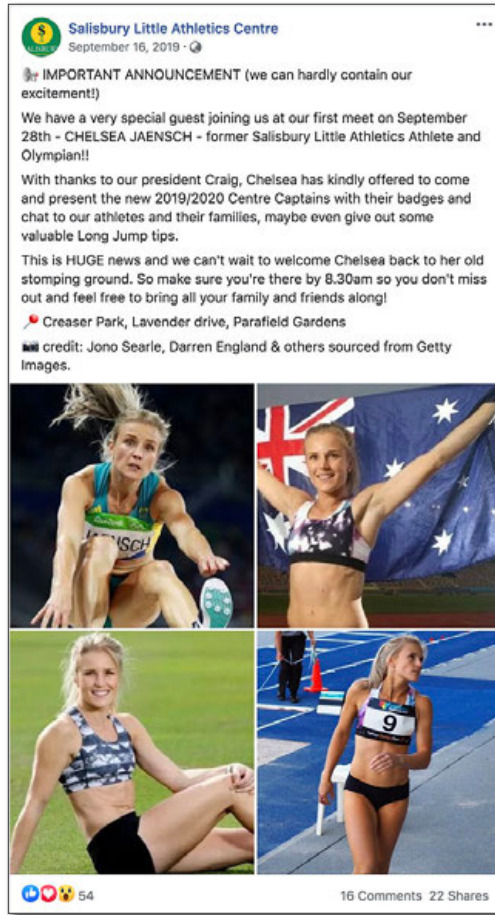 Salisbury Little Athletics Centre
September 16, 2019 ·
IMPORTANT ANNOUNCEMENT (we can hardly contain our
excitement!)
We have a very special guest joining us at our first meet on September
28th - CHELSEA JAENSCH - former Salisbury Little Athletics Athlete and
Olympian!!
With thanks to our president Craig, Chelsea has kindly offered to come
and present the new 2019/2020 Centre Captains with their badges and
chat to our athletes and their families, maybe even give out some
valuable Long Jump tips.
This is HUGE news and we can't wait to welcome Chelsea back to her old
stomping ground. So make sure you're there by 8.30am so you don't miss
out and feel free to bring all your family and friends along!
Creaser Park, Lavender drive, Parafield Gardens
credit: Jono Searle, Darren England & others sourced from Getty
Images.
JAENSCH
9
54
16 Comments 22 Shares